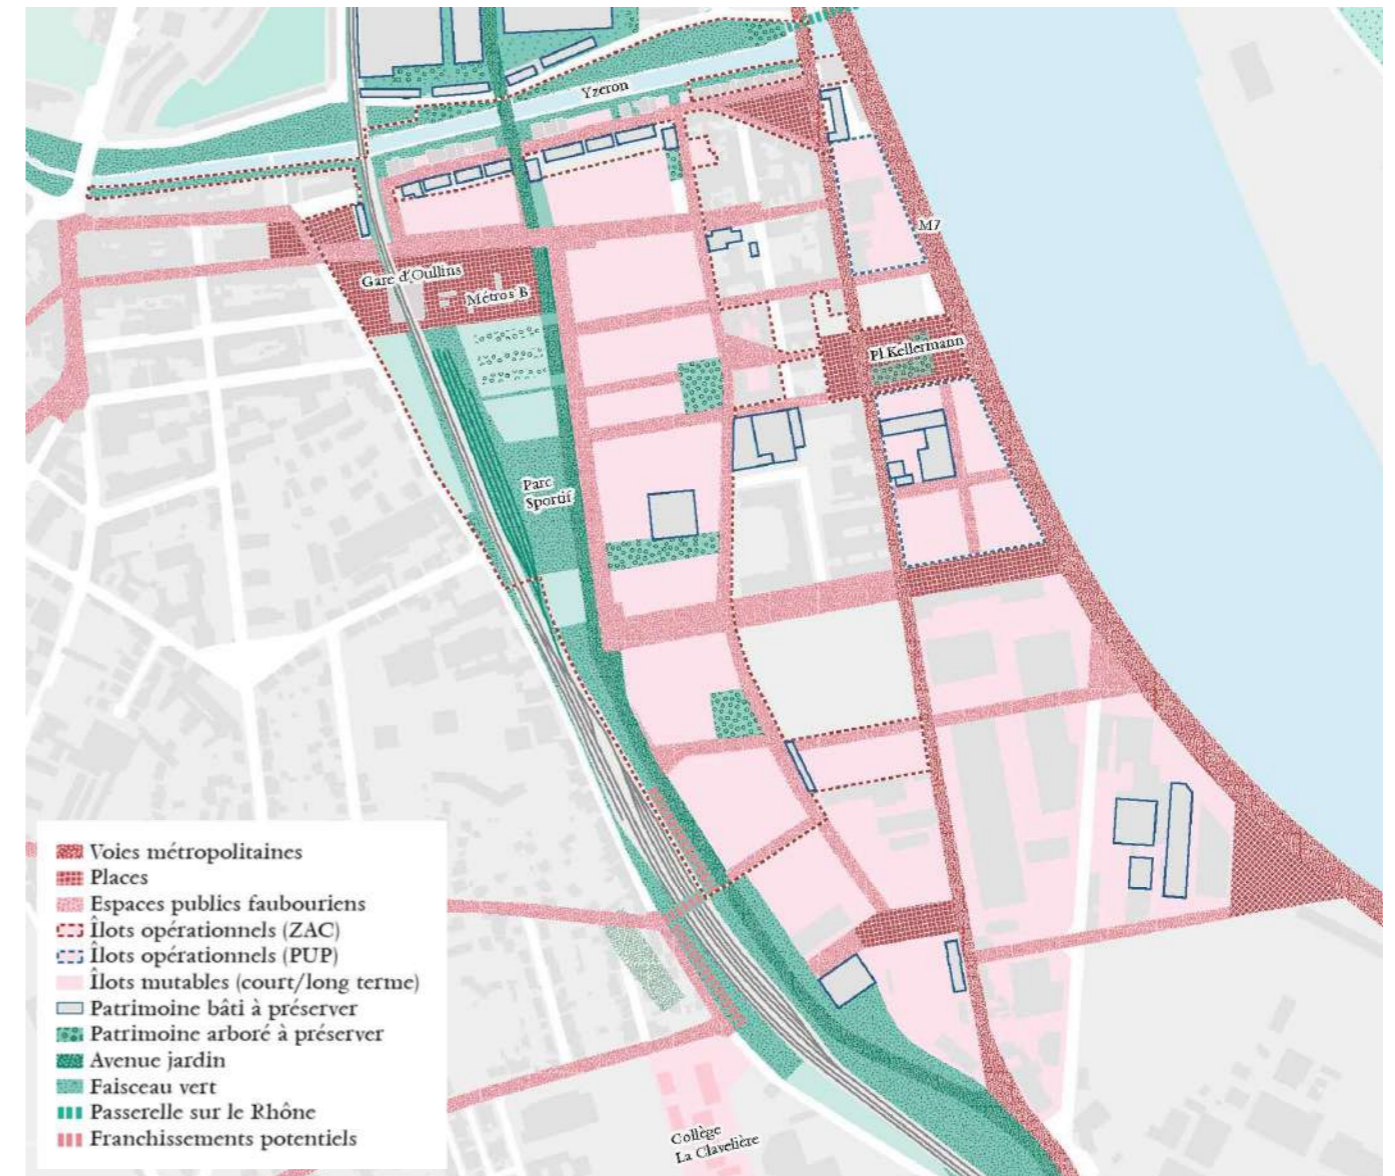 Yzeron
M7
Gare d'Oullins
Métros B
Pl Kellermann
Parc
Sportif
Voies métropolitaines
Places
Espaces publics faubouriens
Îlots opérationnels (ZAC)
Îlots opérationnels (PUP)
Îlots mutables (court/long terme)
Patrimoine bâti à préserver
Patrimoine arboré à préserver
Avenue jardin
Faisceau vert
Passerelle sur le Rhône
Franchissements potentiels
Collège
La Clavelière